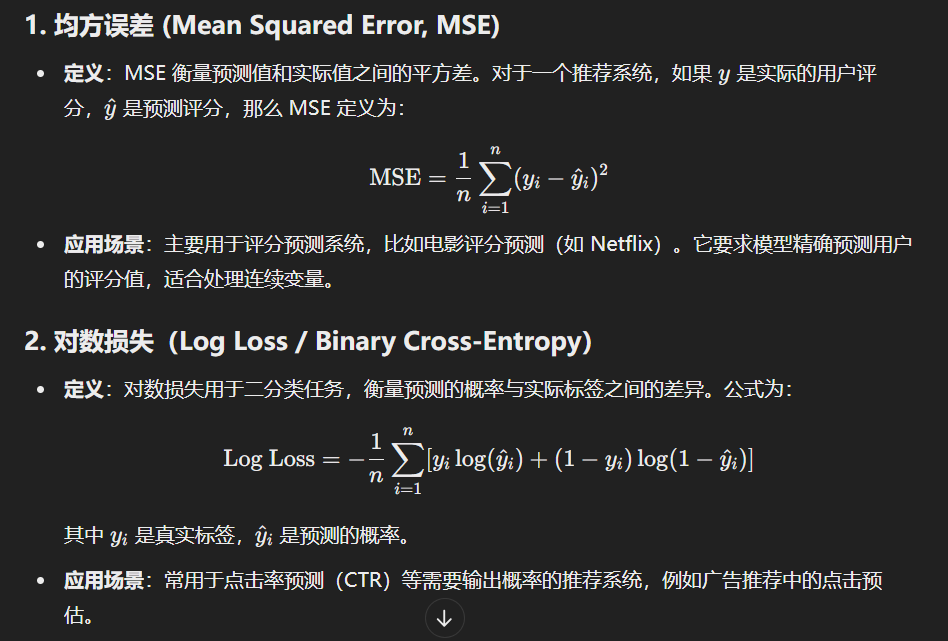 1. 均方误差 (Mean Squared Error, MSE)
• 定义：MSE 衡量预测值和实际值之间的平方差。对于一个推荐系统，如果 y 是实际的用户评
分，ŷ 是预测评分，那么 MSE 定义为：
MSE = \frac{1}{n} \sum_{i=1}^{n} (y_i - \hat{y}_i)^2
• 应用场景：主要用于评分预测系统，比如电影评分预测（如 Netflix）。它要求模型精确预测用户
的评分值，适合处理连续变量。
2. 对数损失（Log Loss / Binary Cross-Entropy)
• 定义：对数损失用于二分类任务，衡量预测的概率与实际标签之间的差异。公式为：
Log Loss = -\frac{1}{n} \sum_{i=1}^{n} [y_i \log(\hat{y}_i) + (1 - y_i) \log(1 - \hat{y}_i)]
其中 y_i 是真实标签，\hat{y}_i 是预测的概率。
• 应用场景：常用于点击率预测（CTR）等需要输出概率的推荐系统，例如广告推荐中的点击预
估。